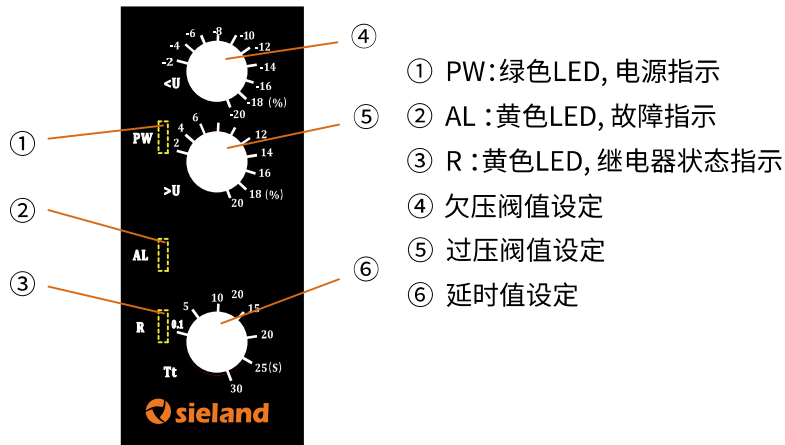 -2
-4
-6
-8
-10
-12
-14
-16
-18 (%)
-20
<U
④
① PW:绿色LED, 电源指示
② AL :黄色LED, 故障指示
③ R :黄色LED, 继电器状态指示
④ 欠压阀值设定
⑤ 过压阀值设定
⑥ 延时值设定
①
PW
2
4
6
12
14
16
18 (%)
20
>U
⑤
②
AL
③
R
0.1
5
10
20
15
20
25(S)
30
Tt
⑥
sieland